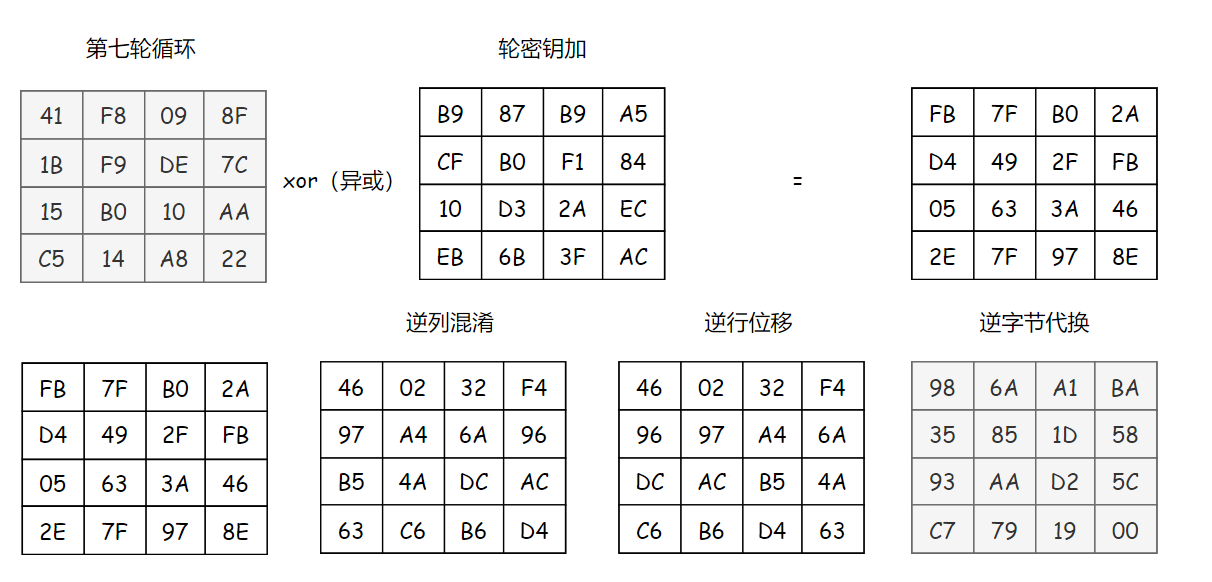 第七轮循环 轮密钥加
41 F8 09 8F B9 87 B9 A5 FB 7F B0 2A
1B F9 DE 7C CF B0 F1 84 D4 49 2F FB
xor（异或） =
15 B0 10 AA 10 D3 2A EC 05 63 3A 46
C5 14 A8 22 EB 6B 3F AC 2E 7F 97 8E
逆列混淆 逆行位移 逆字节代换
FB 7F B0 2A 46 02 32 F4 46 02 32 F4 98 6A A1 BA
D4 49 2F FB 97 A4 6A 96 96 97 A4 6A 35 85 1D 58
05 63 3A 46 B5 4A DC AC DC AC B5 4A 93 AA D2 5C
2E 7F 97 8E 63 C6 B6 D4 C6 B6 D4 63 C7 79 19 00